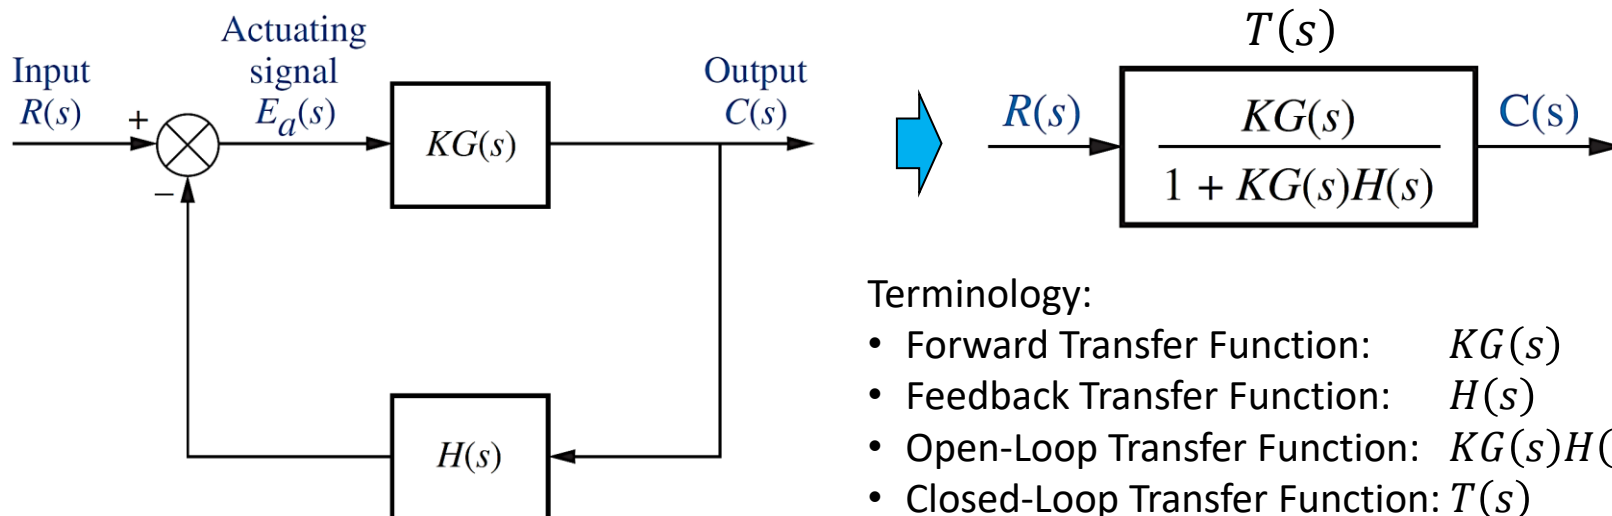 Input
R(s)
+
−
Actuating
signal
E_a(s)
KG(s)
Output
C(s)
H(s)
T(s)
R(s)
KG(s)
1 + KG(s)H(s)
C(s)
Terminology:
• Forward Transfer Function: KG(s)
• Feedback Transfer Function: H(s)
• Open-Loop Transfer Function: KG(s)H(
• Closed-Loop Transfer Function: T(s)